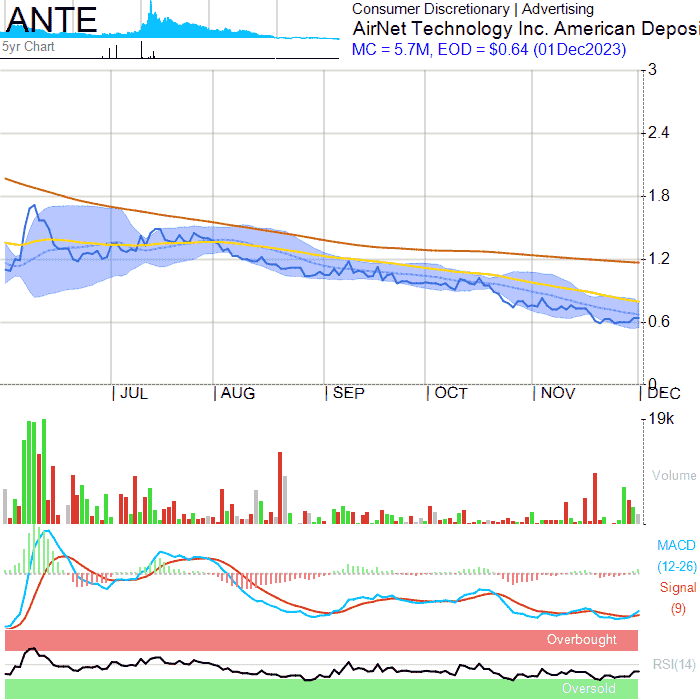 ANTE
5yr Chart
Consumer Discretionary | Advertising
AirNet Technology Inc. American Deposi
MC = 5.7M, EOD = $0.64 (01Dec2023)
3
2.4
1.8
1.2
0.6
0
JUL
AUG
SEP
OCT
NOV
DEC
19k
Volume
MACD
(12-26)
Signal
(9)
Overbought
RSI(14)
Oversold